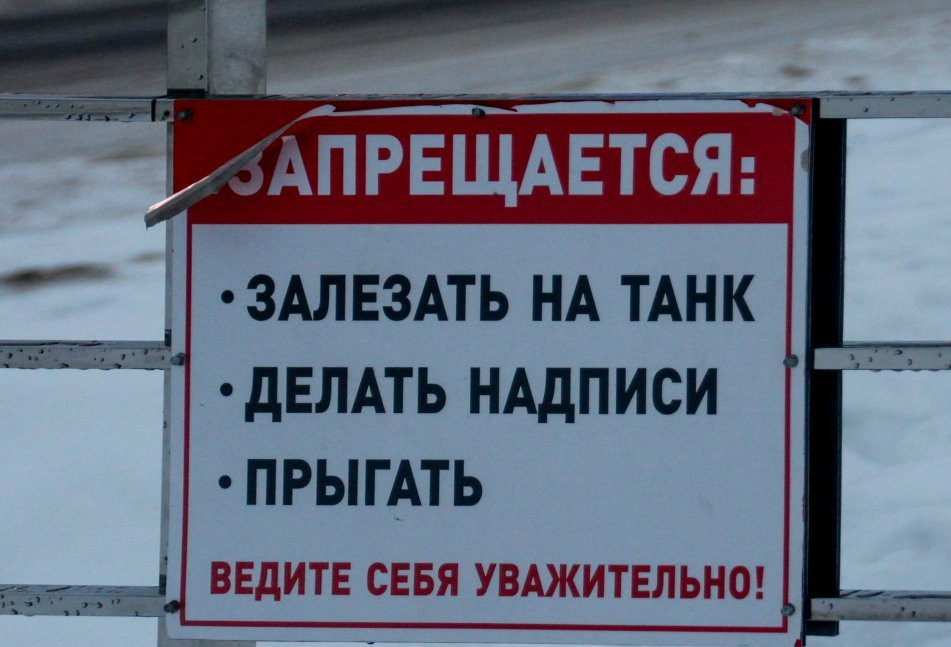 ЗАПРЕЩАЕТСЯ:
• ЗАЛЕЗАТЬ НА ТАНК
• ДЕЛАТЬ НАДПИСИ
• ПРЫГАТЬ
ВЕДИТЕ СЕБЯ УВАЖИТЕЛЬНО!